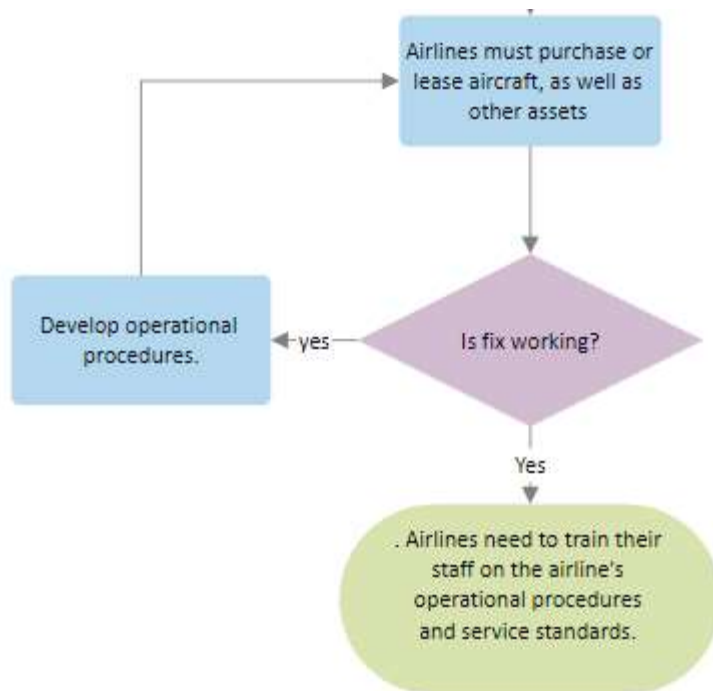 Airlines must purchase or
lease aircraft, as well as
other assets
Develop operational
procedures.
yes
Is fix working?
Yes
. Airlines need to train their
staff on the airline's
operational procedures
and service standards.